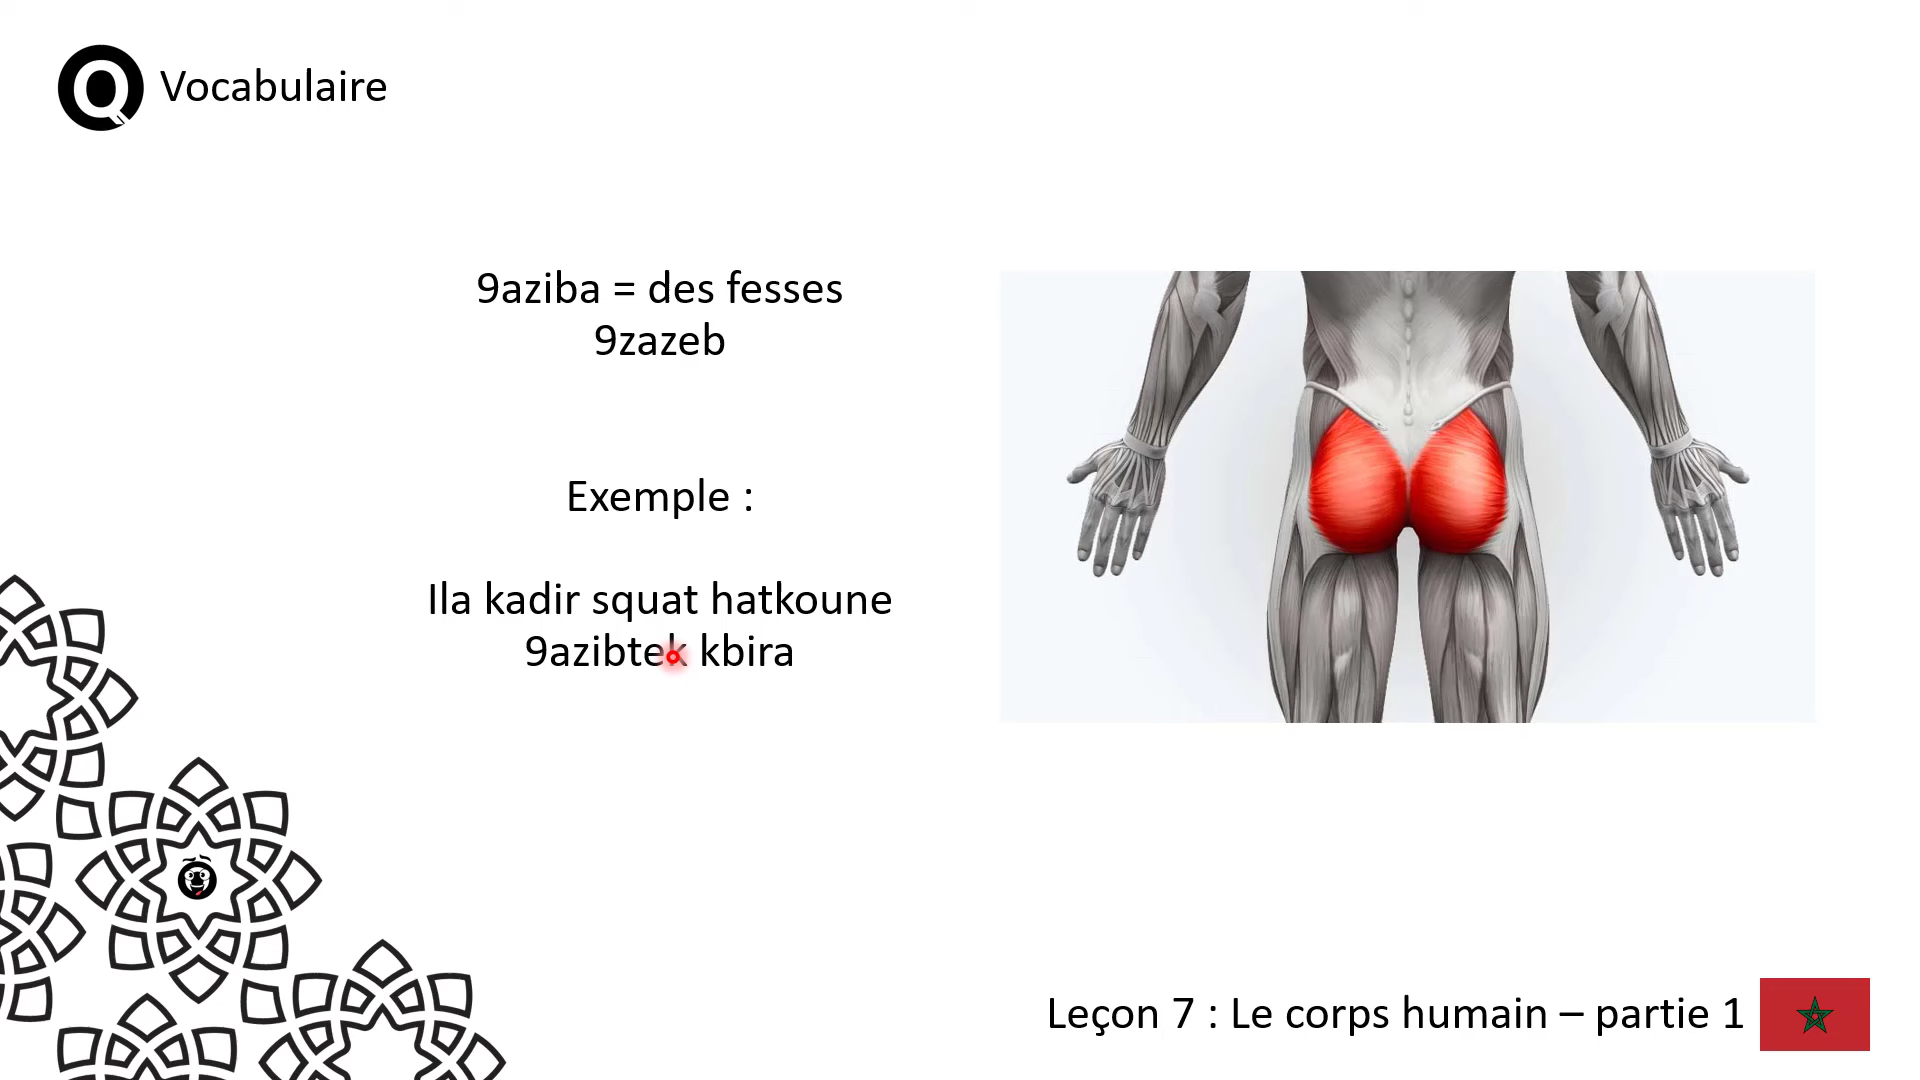 Q Vocabulaire
9aziba = des fesses
9zazeb
Exemple :
Ila kadir squat hatkoune
9azibtek kbira
Leçon 7 : Le corps humain – partie 1